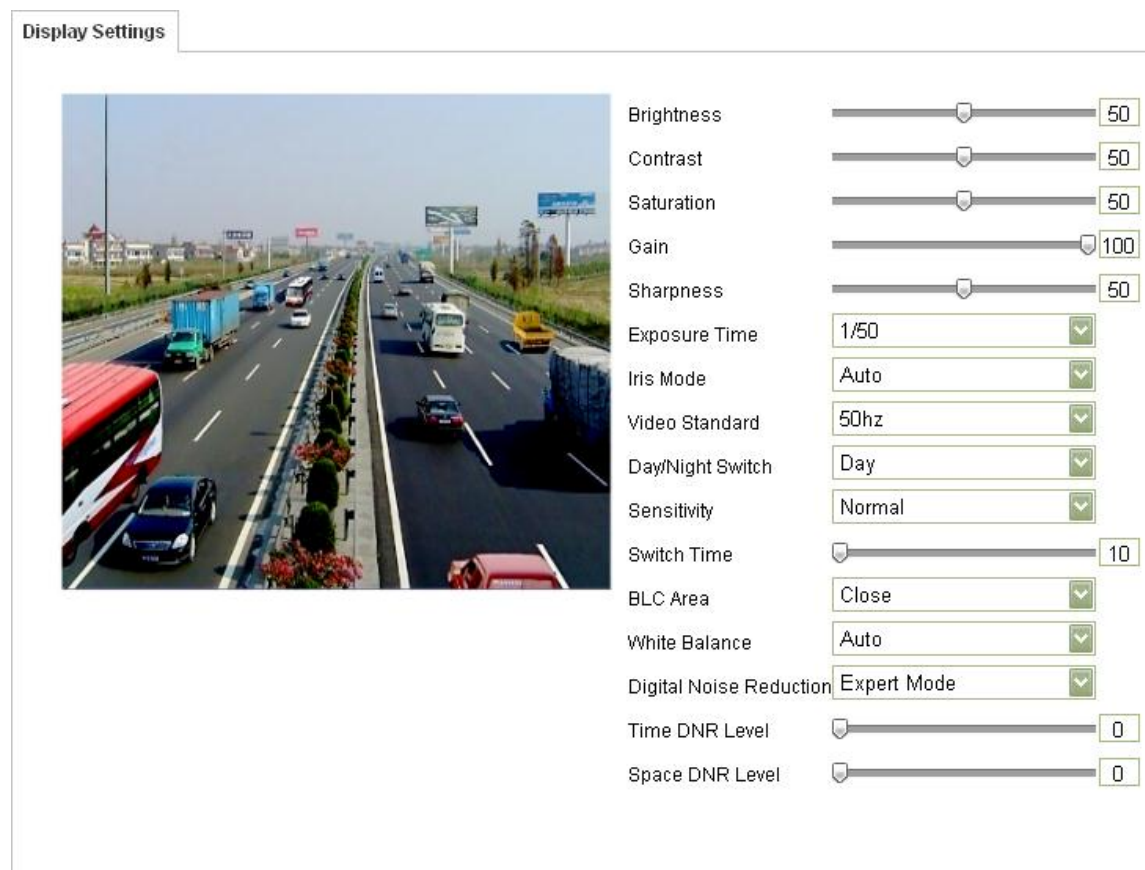 Display Settings
Brightness 50
Contrast 50
Saturation 50
Gain 100
Sharpness 50
Exposure Time 1/50
Iris Mode Auto
Video Standard 50hz
Day/Night Switch Day
Sensitivity Normal
Switch Time 10
BLC Area Close
White Balance Auto
Digital Noise Reduction Expert Mode
Time DNR Level 0
Space DNR Level 0